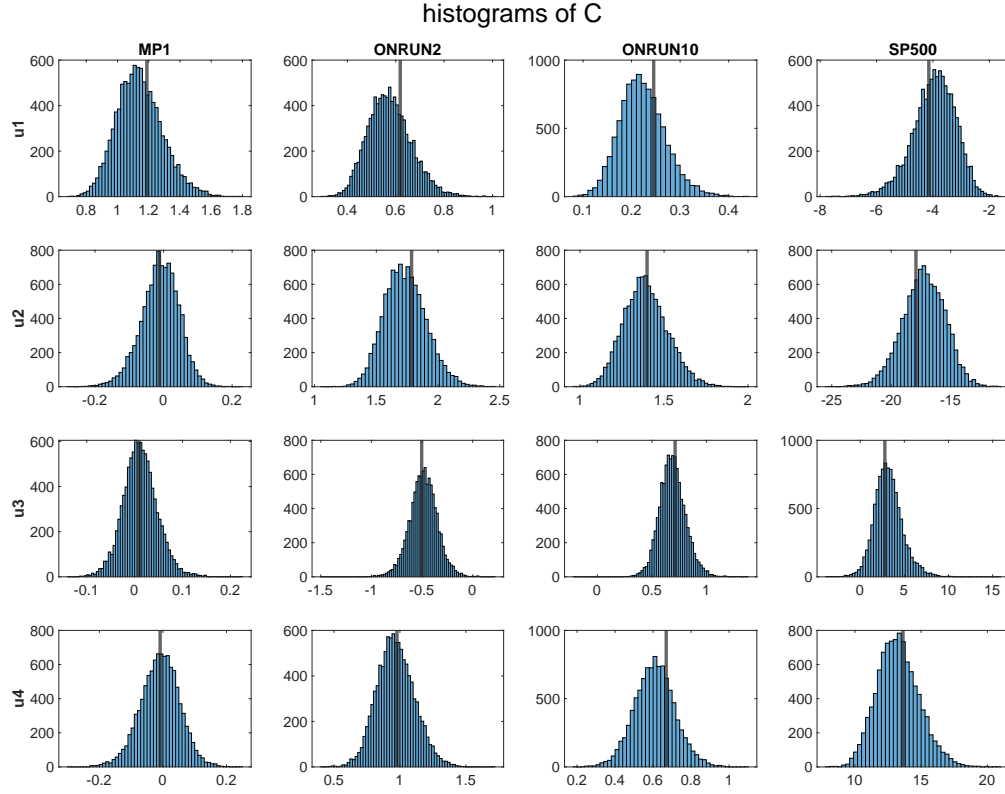 histograms of C
MP1 ONRUN2 ONRUN10 SP500
u1
600 400 200 0
0.8 1 1.2 1.4 1.6 1.8
600 400 200 0
0.4 0.6 0.8 1
1000 500 0
0.1 0.2 0.3 0.4
600 400 200 0
-8 -6 -4 -2
u2
800 600 400 200 0
-0.2 0 0.2
800 600 400 200 0
1 1.5 2 2.5
800 600 400 200 0
1 1.5 2
800 600 400 200 0
-25 -20 -15
u3
600 400 200 0
-0.1 0 0.1 0.2
800 600 400 200 0
-1.5 -1 -0.5 0
800 600 400 200 0
0 0.5 1
1000 500 0
0 5 10 15
u4
800 600 400 200 0
-0.2 0 0.2
600 400 200 0
0.5 1 1.5
1000 500 0
0.2 0.4 0.6 0.8 1
800 600 400 200 0
10 15 20